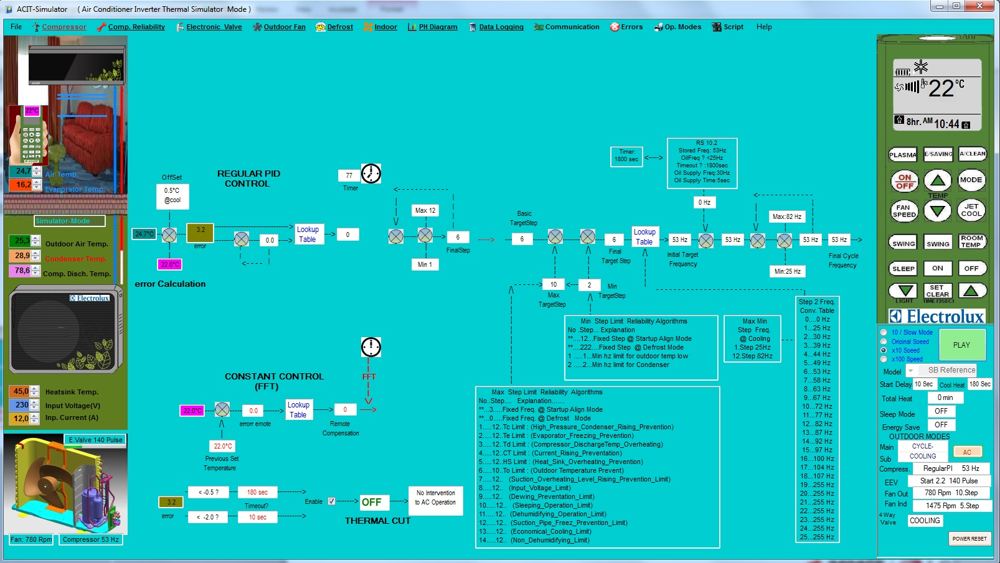 ACIT-Simulator ( Air Conditioner Inverter Thermal Simulator Mode )
File Compressor Comp. Reliability Electronic Valve Outdoor Fan Defrost Indoor PH Diagram Data Logging Communication Errors Op. Modes Script Help
22°C
24,7 Air Temp.
16,2 Evaporator Temp.
Simulator-Mode
25,3 Outdoor Air Temp.
28,9 Condenser Temp.
78,6 Comp. Disch. Temp.
Electrolux
45,0 Heatsink Temp.
230 Input Voltage(V)
12,0 Inp. Current (A)
E.Valve 140 Pulse
Fan: 780 Rpm
Compressor 53 Hz
REGULAR PID
CONTROL
OffSet
0.5°C
@cool
24.7°C
3.2
error
22.0°C
0.0
Lookup
Table
0
error Calculation
77
Timer
Max 12
6
FinalStep
Min 1
Basic
TargetStep
6
10
Max
TargetStep
2
Min
TargetStep
6
Final
Target Step
Lookup
Table
53 Hz
Initial Target
Frequency
Timer:
1800 sec
RS 10.2
Stored Freq: 53Hz
OilFreq ? <25Hz
Timeout ? :1800sec
Oil Supply Freq:30Hz
Oil Supply Time:5sec
0 Hz
53 Hz
Max:82 Hz
Min:25 Hz
53 Hz
53 Hz
Final Cycle
Frequency
Min Step Limit Reliability Algorithms
No .Step... Explanation
**....12...Fixed Step @ Startup Align Mode
**....222....Fixed Step @ Defrost Mode
1 .....1...Min hz limit for outdoor temp low
2 .....2...Min hz limit for Condenser
Max Min
Step Freq.
@ Cooling
1.Step 25Hz
12.Step 82Hz
Step 2 Freq.
Conv. Table
0....0 Hz
1...25 Hz
2...30 Hz
3...39 Hz
4...44 Hz
5...49 Hz
6...53 Hz
7...58 Hz
8...63 Hz
9...67 Hz
10...72 Hz
11...77 Hz
12...82 Hz
13...87 Hz
14...92 Hz
15...97 Hz
16...100 Hz
17...104 Hz
18...107 Hz
19...255 Hz
20...255 Hz
21...255 Hz
22...255 Hz
23...255 Hz
24...255 Hz
25...255 Hz
CONSTANT CONTROL
(FFT)
FFT
22.0°C
0.0
errorr emote
Lookup
Table
0
Remote
Compensation
22.0°C
Previous Set
Temperature
3.2
error
< -0.5 ?
180 sec
Timeout?
< -2.0 ?
10 sec
Enable
OFF
THERMAL CUT
No Intervention
to AC Operation
Max Step Limit Reliability Algorithms
No..Step.... Explanation.......
**...3.....Fixed Freq. @ Startup Align Mode
**...0.....Fixed Freq. @ Defrost Mode
1.....12..Tc Limit : (High_Pressure_Condenser_Rising_Prevention)
2.....12..Te Limit : (Evaporator_Freezing_Prevention)
3.....12..Td Limit : (Compressor_DischargeTemp_Overheating)
4.....12..CT Limit : (Current_Rising_Preventation)
5.....12..HS Limit : (Heat_Sink_Overheating_Prevention)
6.....10..To Limit : (Outdoor Temperature Prevent)
7.....12.. (Suction_Overheating_Level_Rising_Prevention_Limit)
8.....12.. (Input_Voltage_Limit)
9.....12.. (Dewing_Preventation_Limit)
10.....12.. (Sleeping_Operation_Limit)
11.....12.. (Dehumidifying_Operation_Limit)
12.....12.. (Suction_Pipe_Freez_Prevention_Limit)
13.....12.. (Economical_Cooling_Limit)
14.....12.. (Non_Dehumidifying_Limit)
22°C
8hr. AM 10:44
PLASMA E/SAVING A/CLEAN
ON
OFF
TEMP
MODE
FAN
SPEED
JET
COOL
SWING SWING ROOM
TEMP
SLEEP ON OFF
LIGHT
SET
CLEAR
TIME(3SEC)
Electrolux
10 / Slow Mode
Original Speed
x10 Speed
x100 Speed
PLAY
Model SB Reference
Start Delay 10 Sec Cool Heat 180 Sec
Total Heat 0 min
Sleep Mode OFF
Energy Save OFF
OUTDOOR MODES
Main CYCLE-
Sub COOLING
AC
Compress. RegularPI 53 Hz
EEV Start 2.2 140 Pulse
Fan Out 780 Rpm 10.Step
Fan Ind 1475 Rpm 5.Step
4 Way
Valve
COOLING
POWER RESET